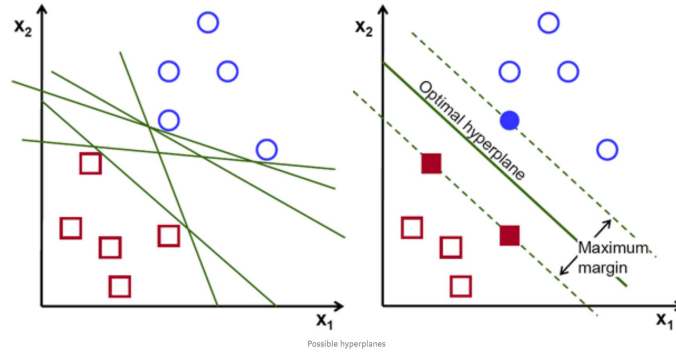 x2
x1
x2
Optimal hyperplane
Maximum
margin
x1
Possible hyperplanes